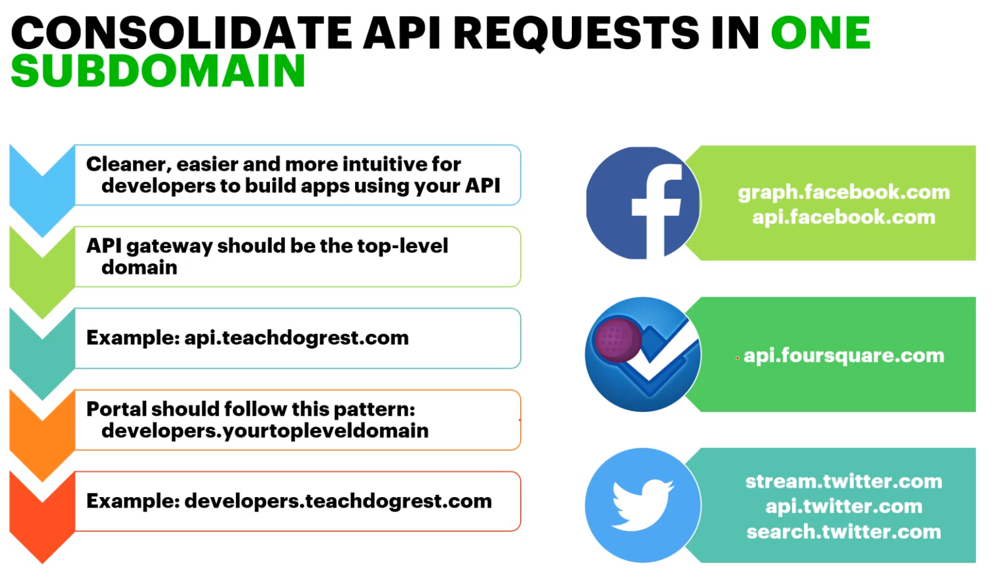 CONSOLIDATE API REQUESTS IN ONE
SUBDOMAIN
Cleaner, easier and more intuitive for
developers to build apps using your API
API gateway should be the top-level
domain
Example: api.teachdogrest.com
Portal should follow this pattern:
developers.yourtopleveldomain
Example: developers.teachdogrest.com
graph.facebook.com
api.facebook.com
api.foursquare.com
stream.twitter.com
api.twitter.com
search.twitter.com